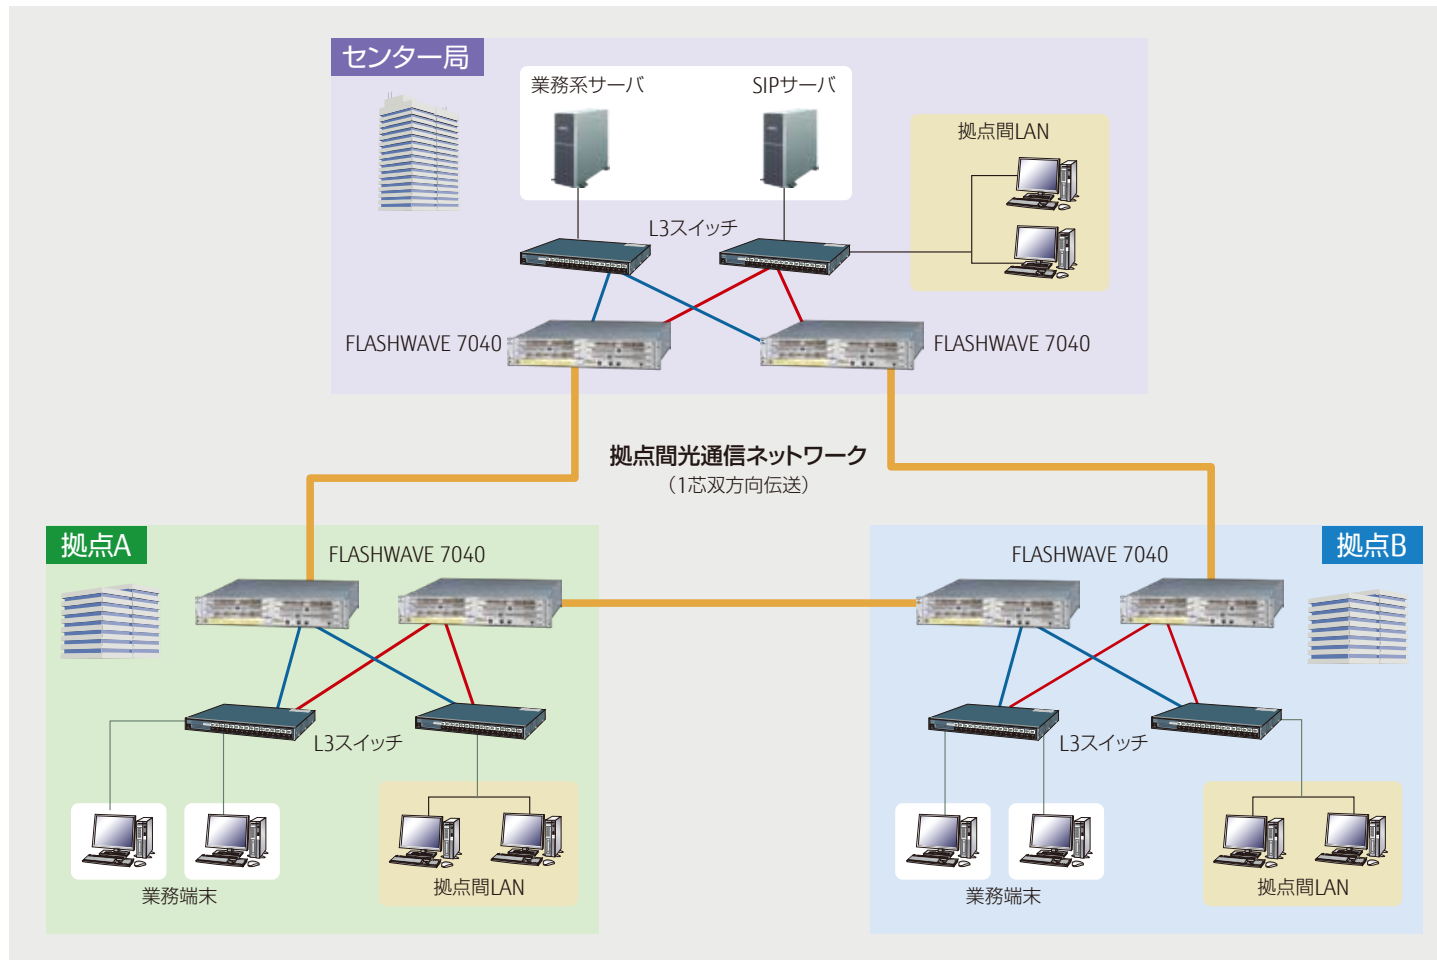 センター局
業務系サーバ
SIPサーバ
拠点間LAN
L3スイッチ
FLASHWAVE 7040
FLASHWAVE 7040
拠点間光通信ネットワーク
（1芯双方向伝送）
拠点A
FLASHWAVE 7040
L3スイッチ
業務端末
拠点間LAN
拠点B
FLASHWAVE 7040
L3スイッチ
業務端末
拠点間LAN